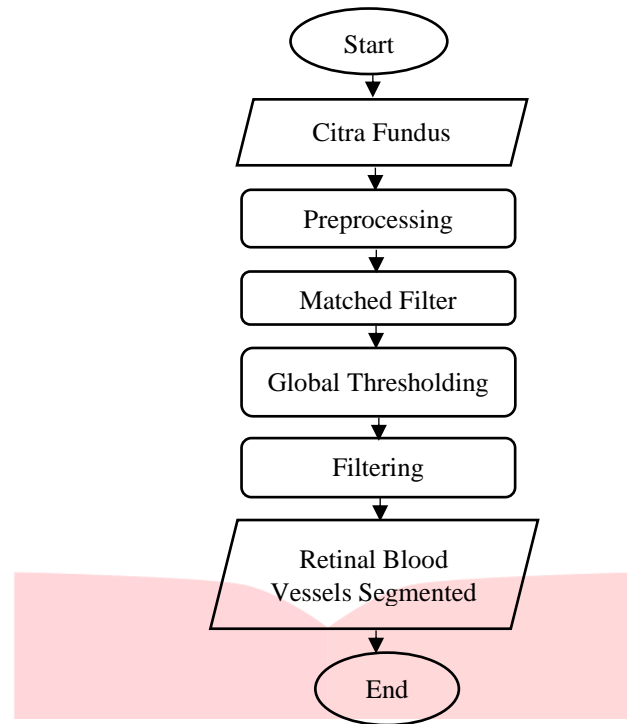 Start
Citra Fundus
Preprocessing
Matched Filter
Global Thresholding
Filtering
Retinal Blood
Vessels Segmented
End